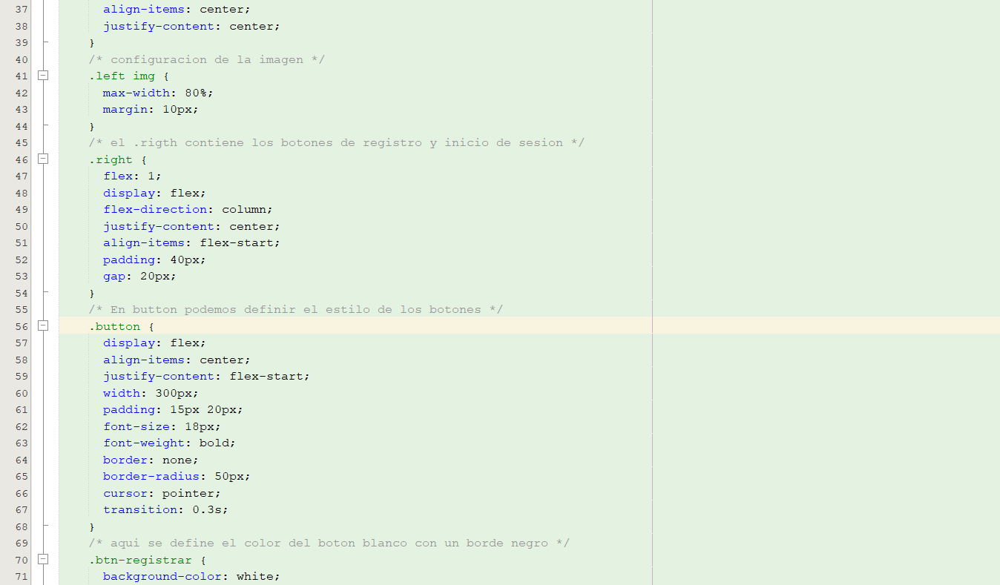 37 align-items: center;
38 justify-content: center;
39 }
40 /* configuracion de la imagen */
41 .left img {
42 max-width: 80%;
43 margin: 10px;
44 }
45 /* el .rigth contiene los botones de registro y inicio de sesion */
46 .right {
47 flex: 1;
48 display: flex;
49 flex-direction: column;
50 justify-content: center;
51 align-items: flex-start;
52 padding: 40px;
53 gap: 20px;
54 }
55 /* En button podemos definir el estilo de los botones */
56 .button {
57 display: flex;
58 align-items: center;
59 justify-content: flex-start;
60 width: 300px;
61 padding: 15px 20px;
62 font-size: 18px;
63 font-weight: bold;
64 border: none;
65 border-radius: 50px;
66 cursor: pointer;
67 transition: 0.3s;
68 }
69 /* aqui se define el color del boton blanco con un borde negro */
70 .btn-registrar {
71 background-color: white;